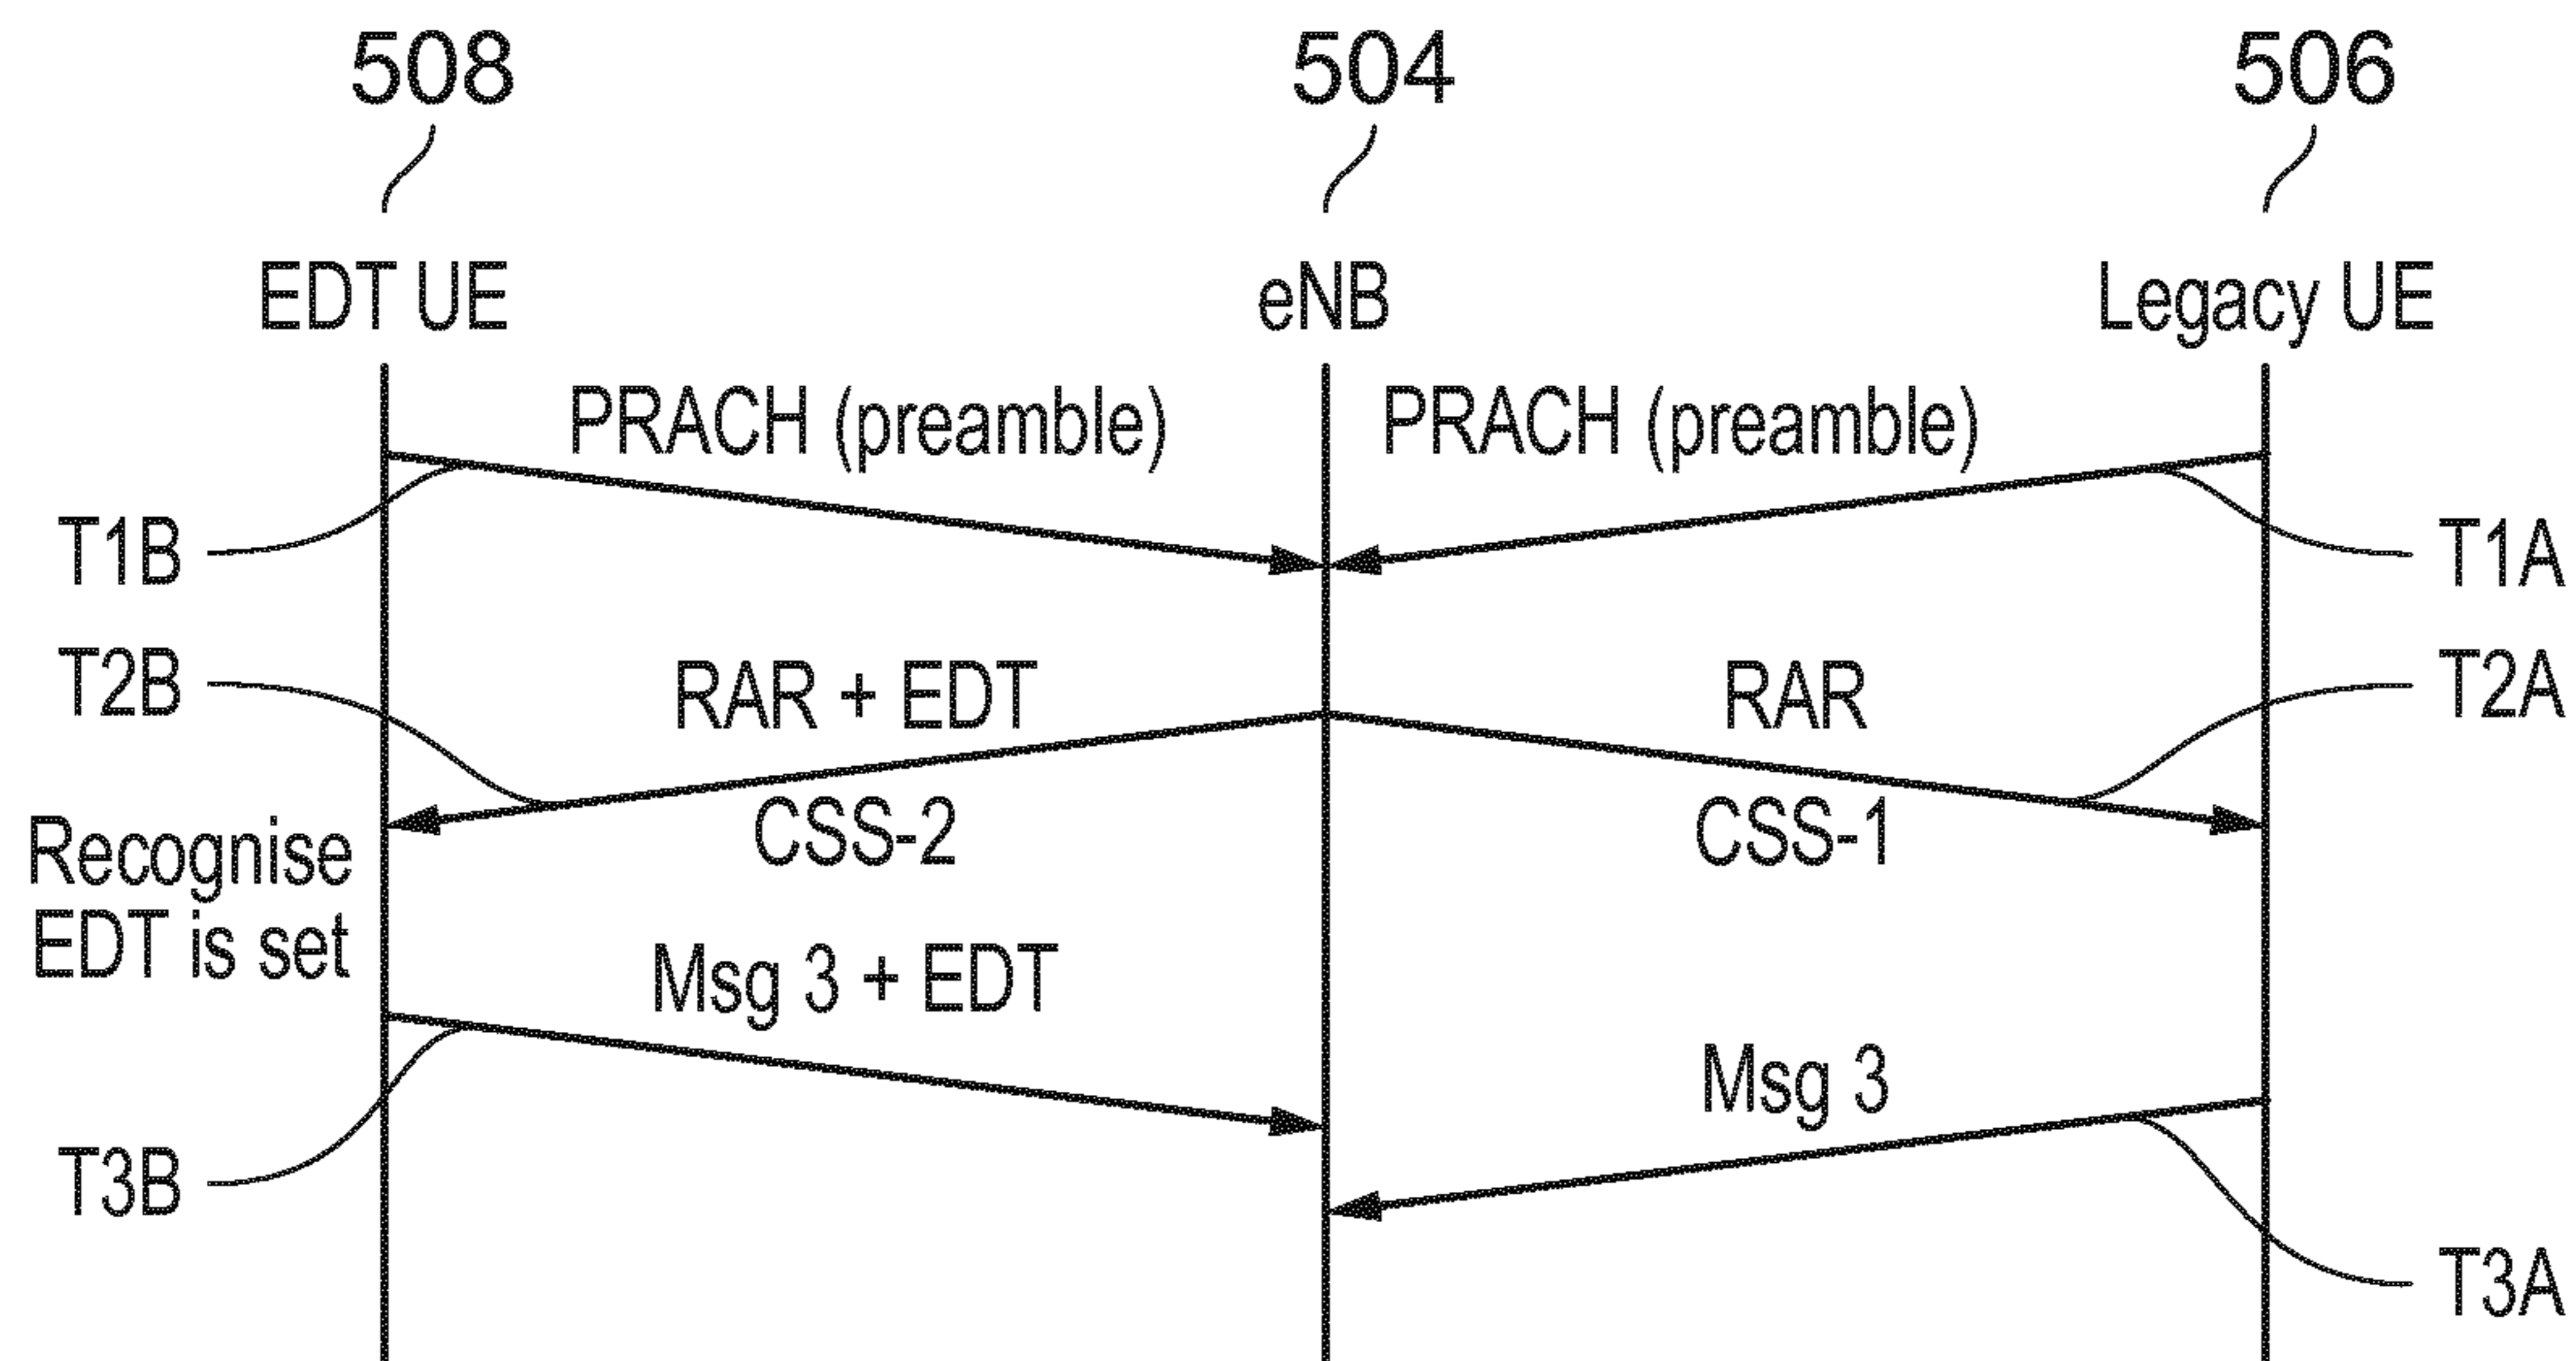 508
504
506
EDT UE
eNB
Legacy UE
PRACH (preamble)
PRACH (preamble)
T1B
T1A
T2B
RAR + EDT
RAR
T2A
CSS-2
CSS-1
Recognise
EDT is set
Msg 3 + EDT
Msg 3
T3B
T3A